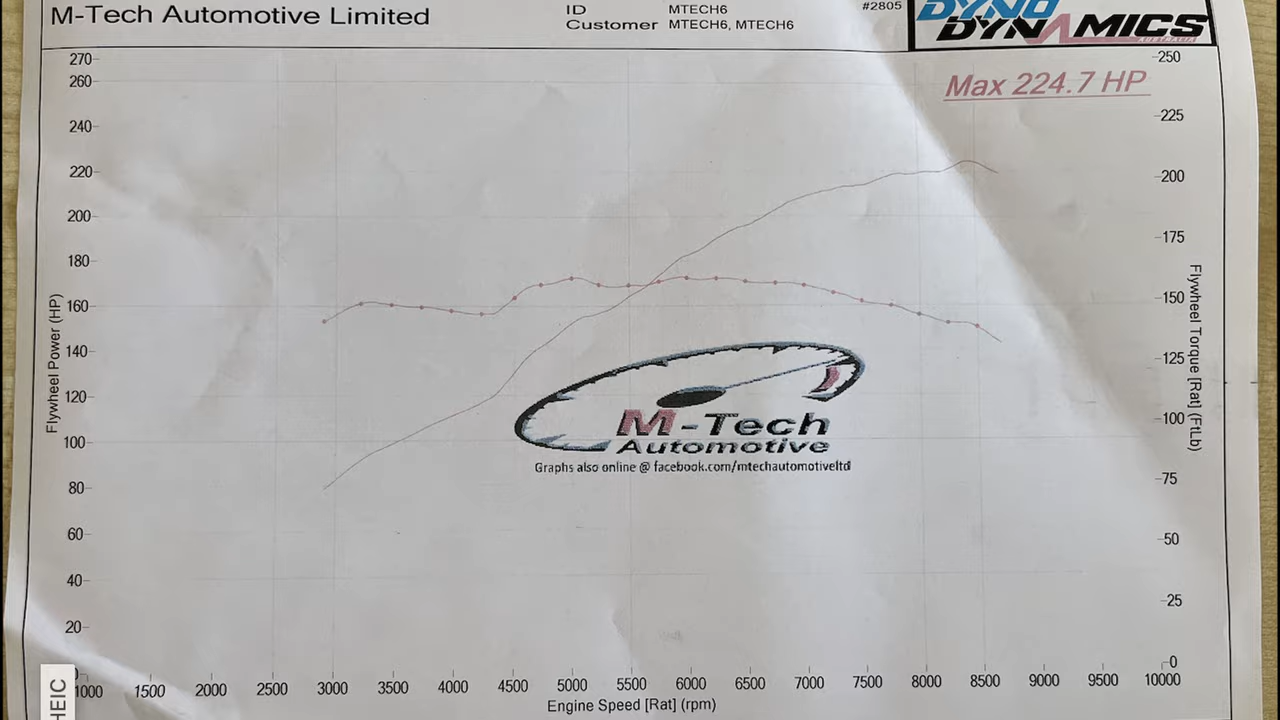 M-Tech Automotive Limited
ID MTECH6
Customer MTECH6, MTECH6
#2805
DYNO
DYNAMICS
AUSTRALIA
Max 224.7 HP
270
260
240
220
200
180
160
140
120
100
80
60
40
20
0
Flywheel Power (HP)
250
225
200
175
150
125
100
75
50
25
0
Flywheel Torque [Rat] (FtLb)
M-Tech
Automotive
Graphs also online @ facebook.com/mtechautomotiveltd
1000 1500 2000 2500 3000 3500 4000 4500 5000 5500 6000 6500 7000 7500 8000 8500 9000 9500 10000
Engine Speed [Rat] (rpm)
HEIC